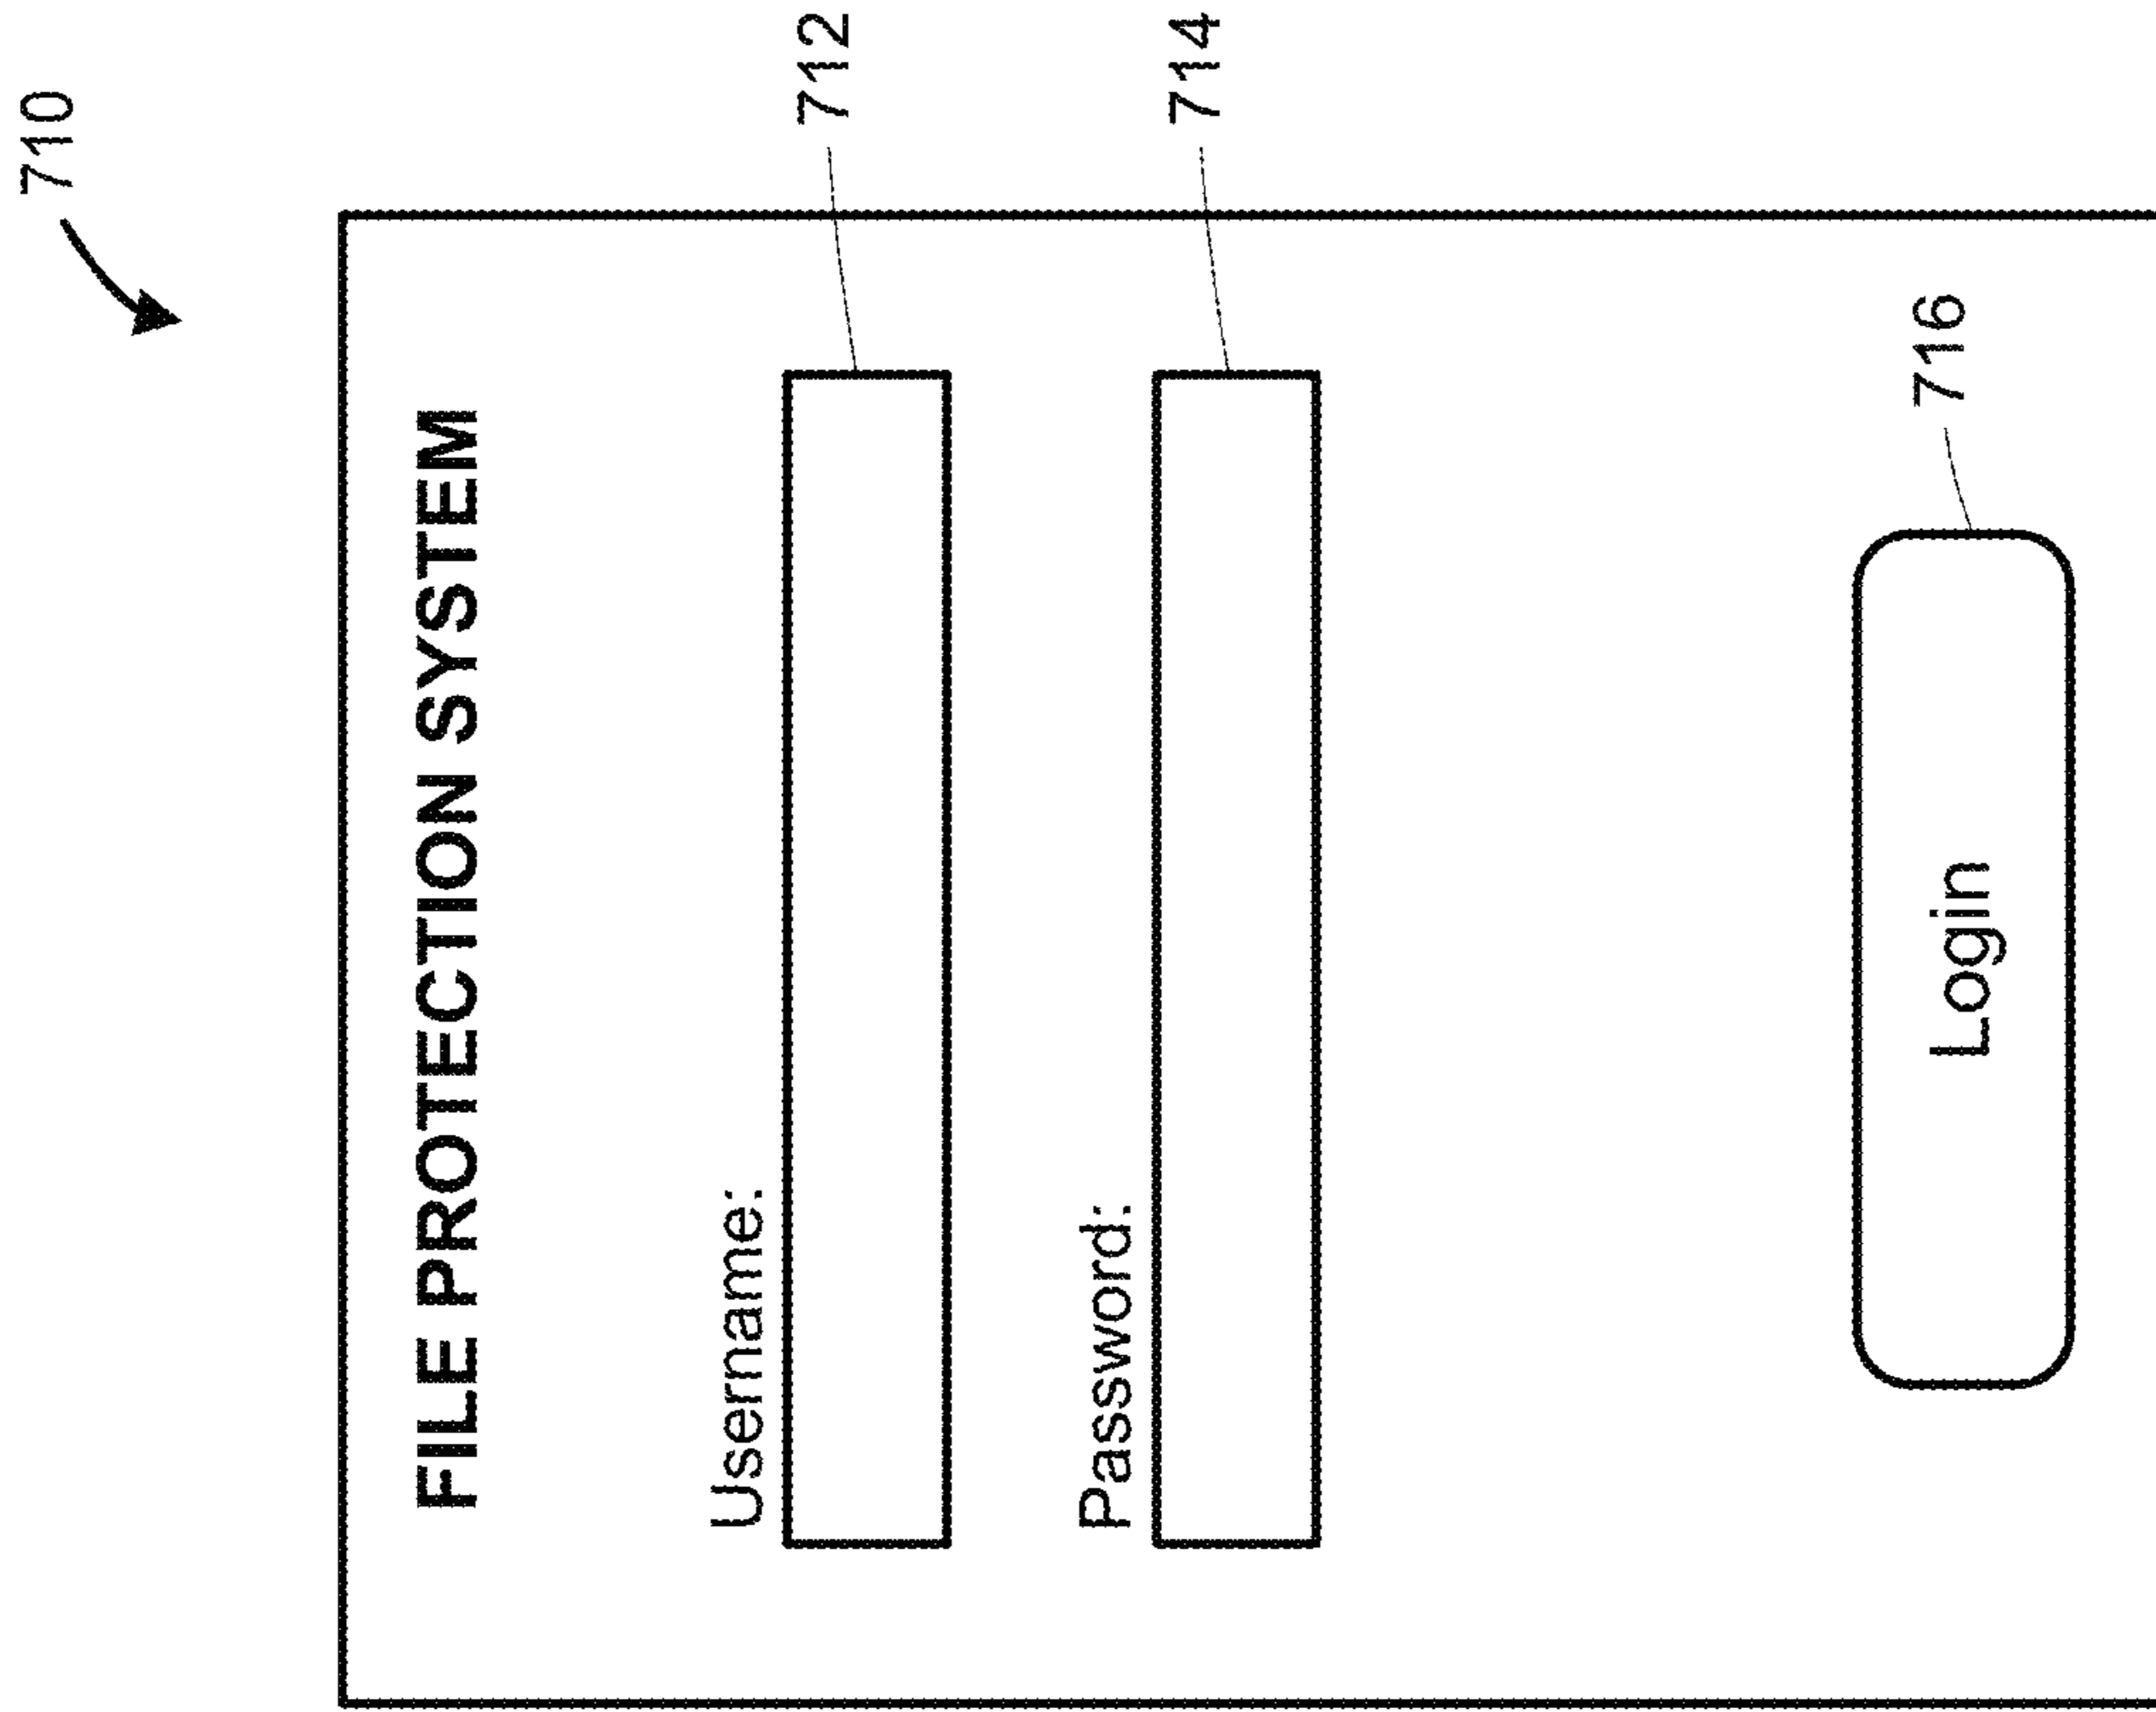 710
FILE PROTECTION SYSTEM
Username:
712
Password:
714
716
Login